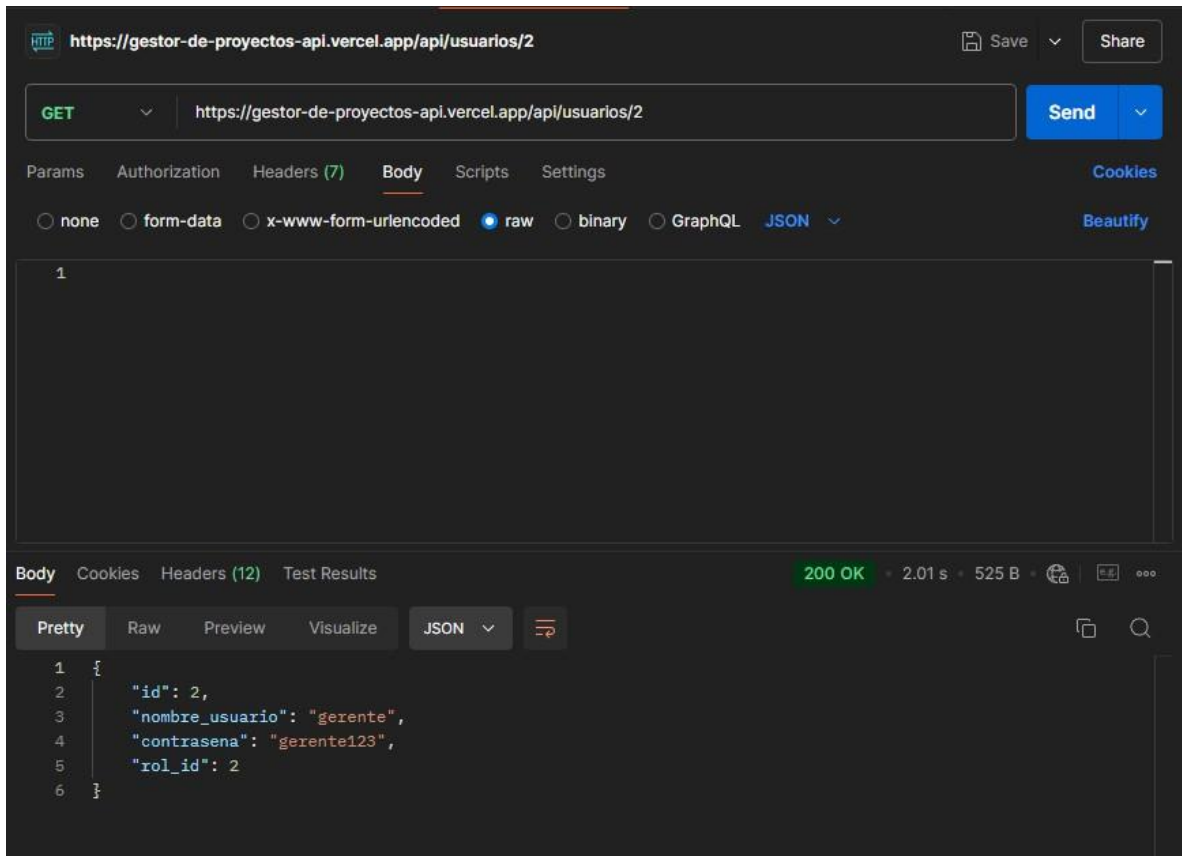 HTTP https://gestor-de-proyectos-api.vercel.app/api/usuarios/2 Save Share
GET https://gestor-de-proyectos-api.vercel.app/api/usuarios/2 Send
Params Authorization Headers (7) Body Scripts Settings Cookies
none form-data x-www-form-urlencoded raw binary GraphQL JSON Beautify
1
Body Cookies Headers (12) Test Results 200 OK 2.01 s 525 B
Pretty Raw Preview Visualize JSON
1 {
2 "id": 2,
3 "nombre_usuario": "gerente",
4 "contrasena": "gerente123",
5 "rol_id": 2
6 }